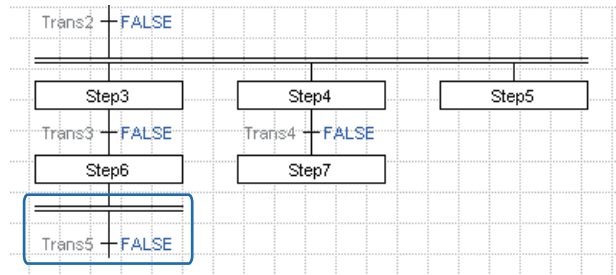 Trans2 FALSE
Step3 Step4 Step5
Trans3 FALSE Trans4 FALSE
Step6 Step7
Trans5 FALSE